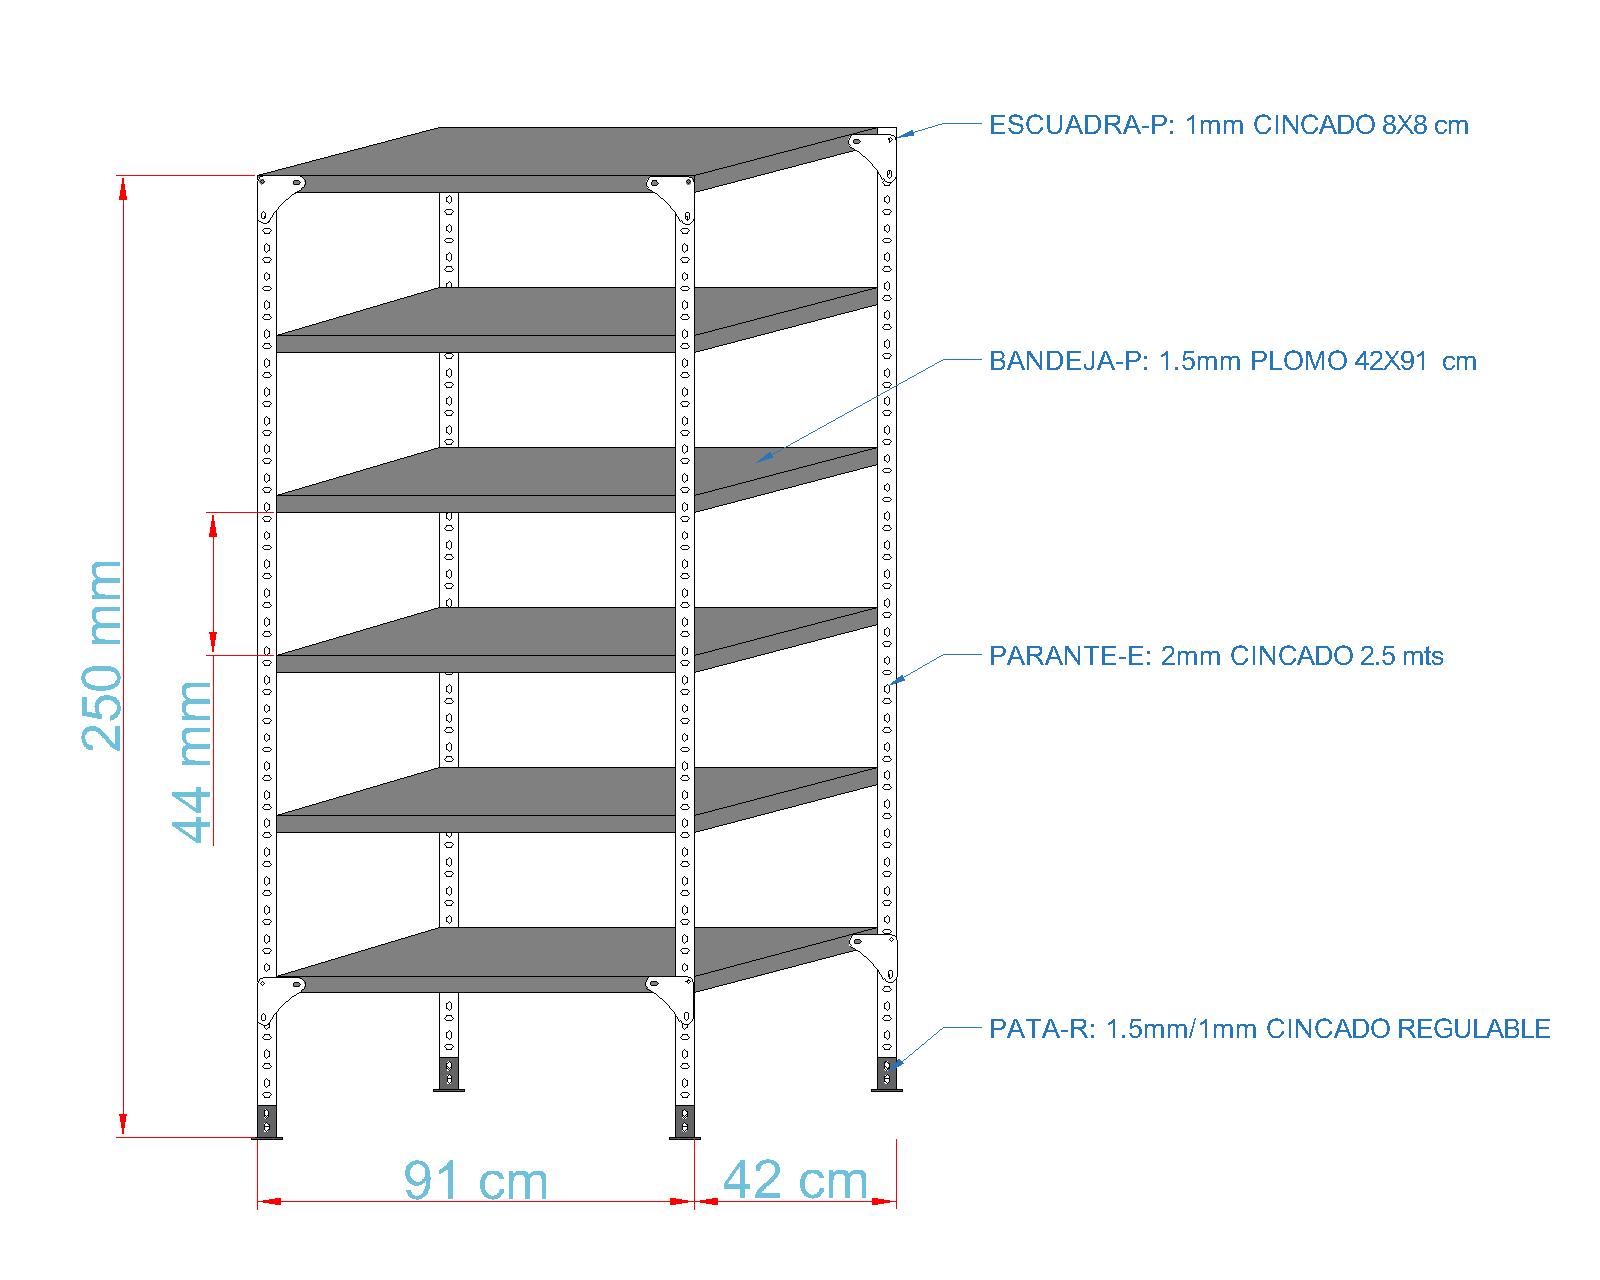 ESCUADRA-P: 1mm CINCADO 8X8 cm
BANDEJA-P: 1.5mm PLOMO 42X91 cm
250 mm
44 mm
PARANTE-E: 2mm CINCADO 2.5 mts
PATA-R: 1.5mm/1mm CINCADO REGULABLE
91 cm
42 cm